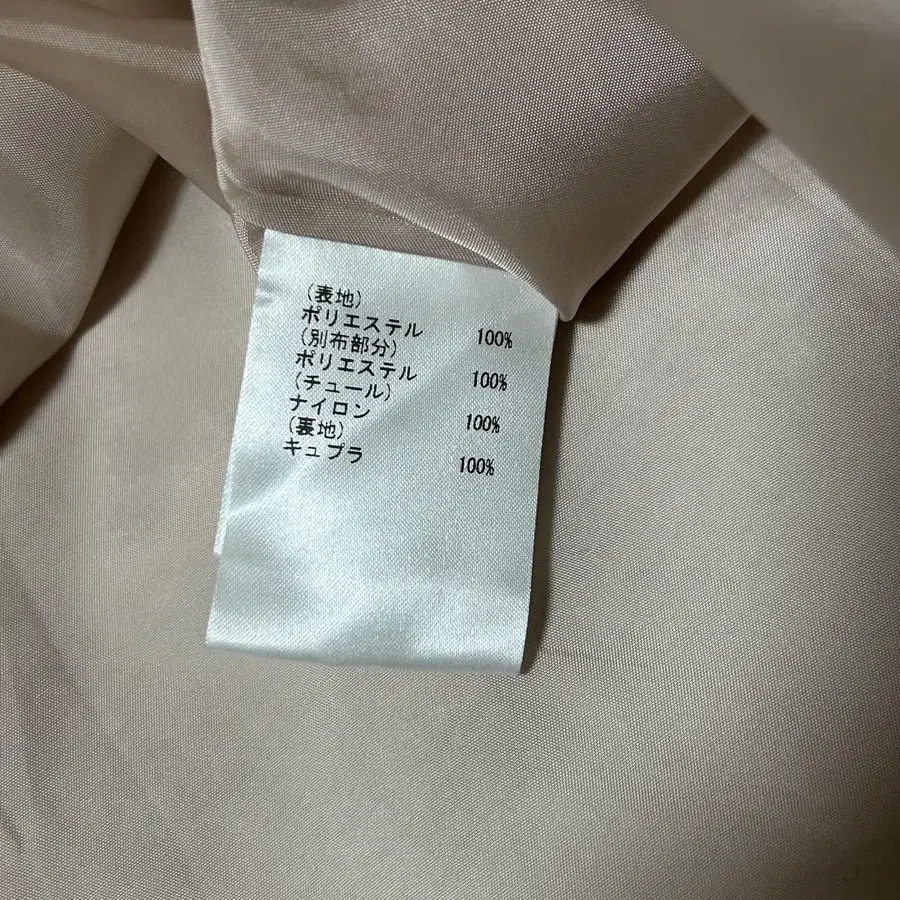 (表地)
ポリエステル 100%
(別布部分)
ポリエステル 100%
(チュール)
ナイロン 100%
(裏地)
キュプラ 100%